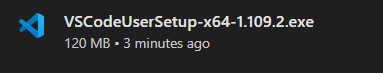 VSCodeUserSetup-x64-1.109.2.exe
120 MB • 3 minutes ago